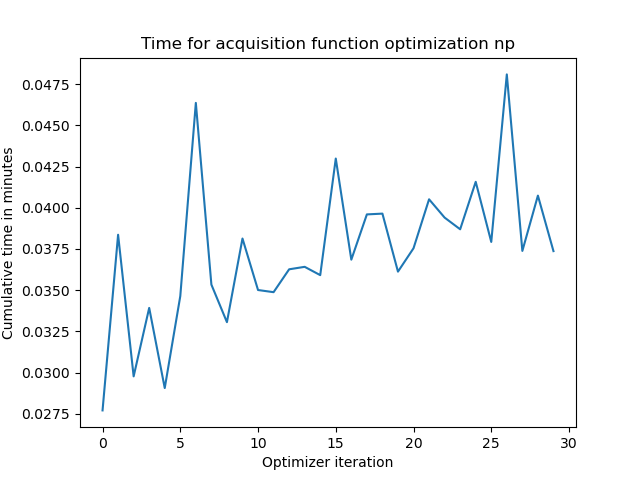 Time for acquisition function optimization np
Cumulative time in minutes
0.0475
0.0450
0.0425
0.0400
0.0375
0.0350
0.0325
0.0300
0.0275
0 5 10 15 20 25 30
Optimizer iteration